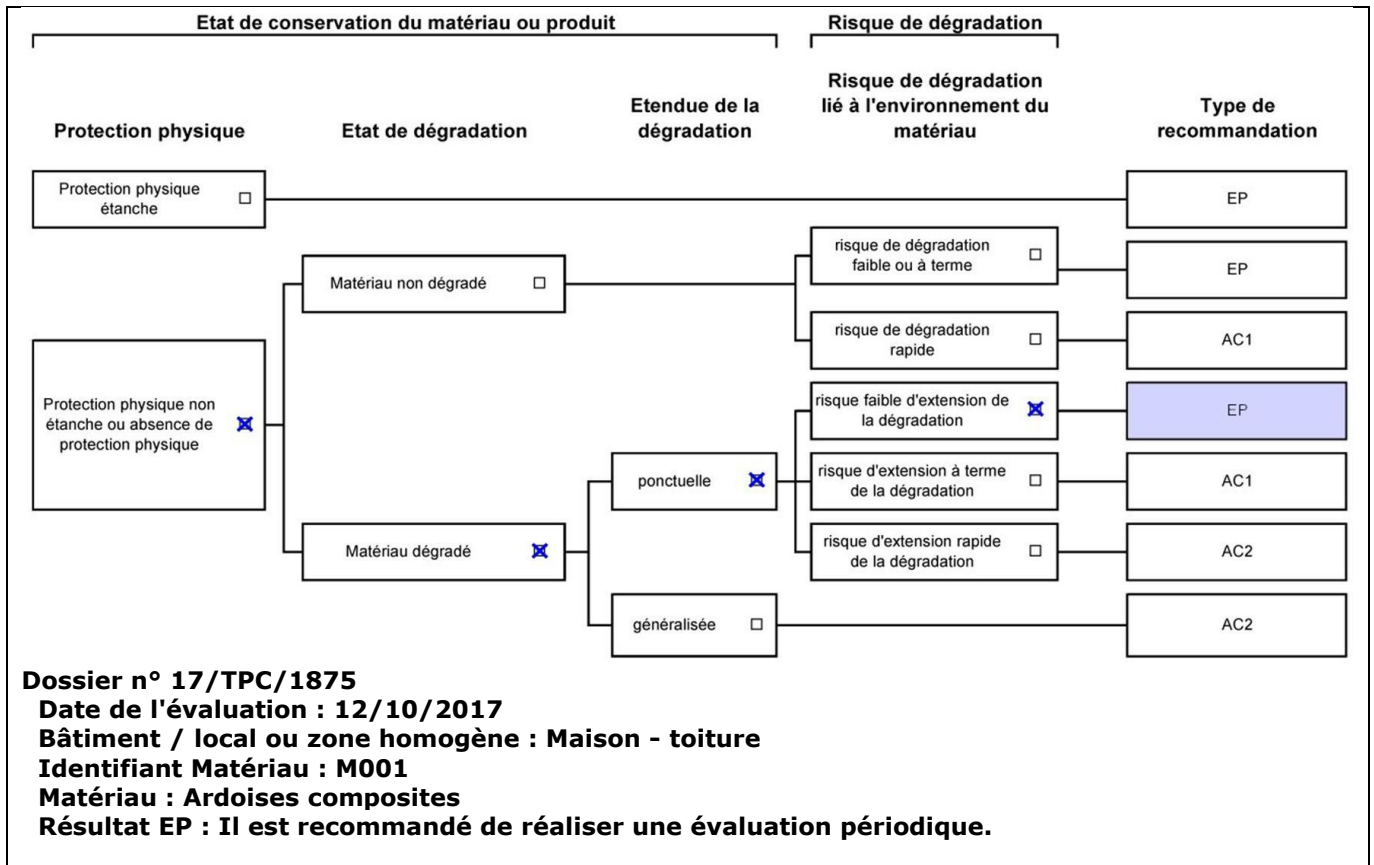 Etat de conservation du matériau ou produit
Risque de dégradation
Protection physique
Etat de dégradation
Etendue de la
dégradation
Risque de dégradation
lié à l'environnement du
matériau
Type de
recommandation
Protection physique
étanche
EP
risque de dégradation
faible ou à terme
EP
Matériau non dégradé
risque de dégradation
rapide
AC1
Protection physique non
étanche ou absence de
protection physique
risque faible d'extension de
la dégradation
EP
ponctuelle
risque d'extension à terme
de la dégradation
AC1
Matériau dégradé
risque d'extension rapide
de la dégradation
AC2
généralisée
AC2
Dossier n° 17/TPC/1875
Date de l'évaluation : 12/10/2017
Bâtiment / local ou zone homogène : Maison - toiture
Identifiant Matériau : M001
Matériau : Ardoises composites
Résultat EP : Il est recommandé de réaliser une évaluation périodique.